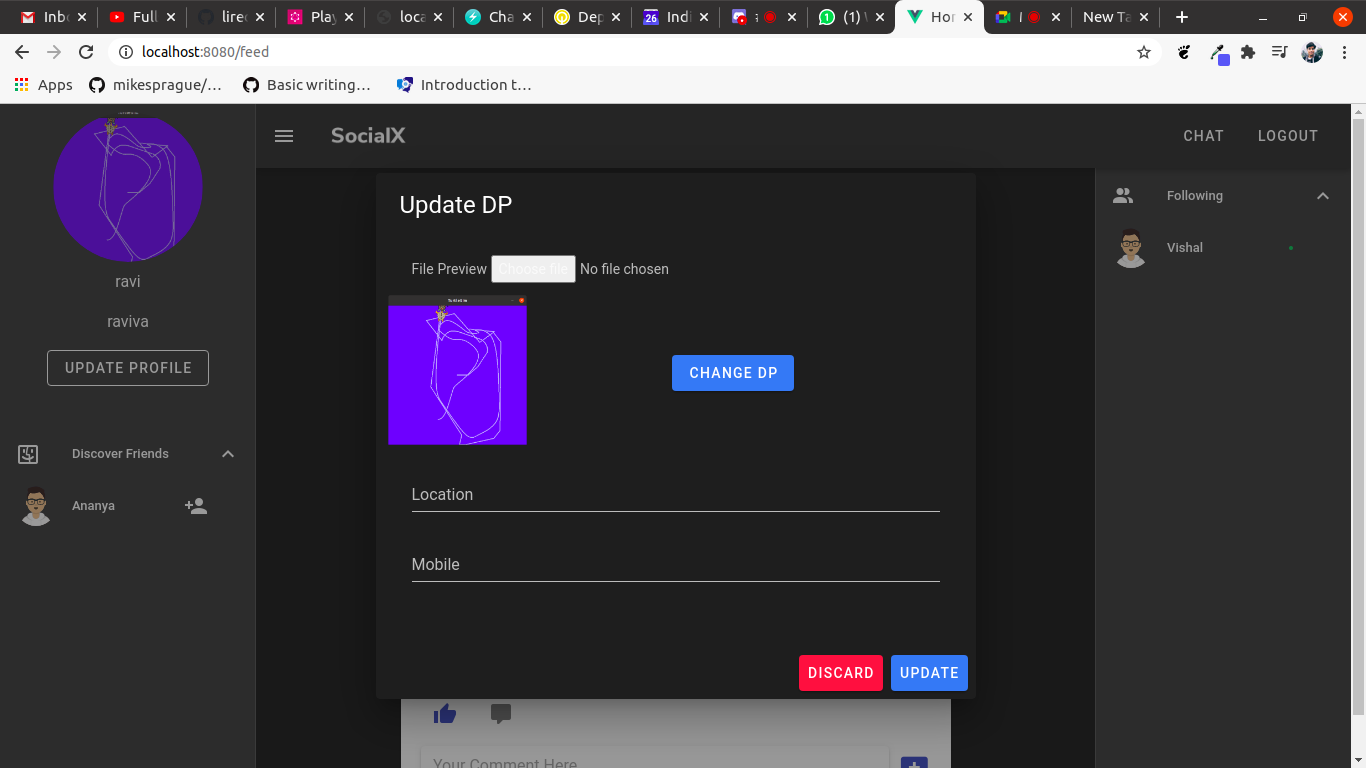 Inbo
Full
lirec
Play
loca
Cha
Dep
26
Indi
1
(1) W
Hor
New Ta
localhost:8080/feed
Apps
mikesprague/...
Basic writing...
Introduction t...
SocialX
CHAT
LOGOUT
ravi
raviva
UPDATE PROFILE
Discover Friends
Ananya
Update DP
File Preview Choose file No file chosen
CHANGE DP
Location
Mobile
DISCARD
UPDATE
Following
Vishal
Your Comment Here